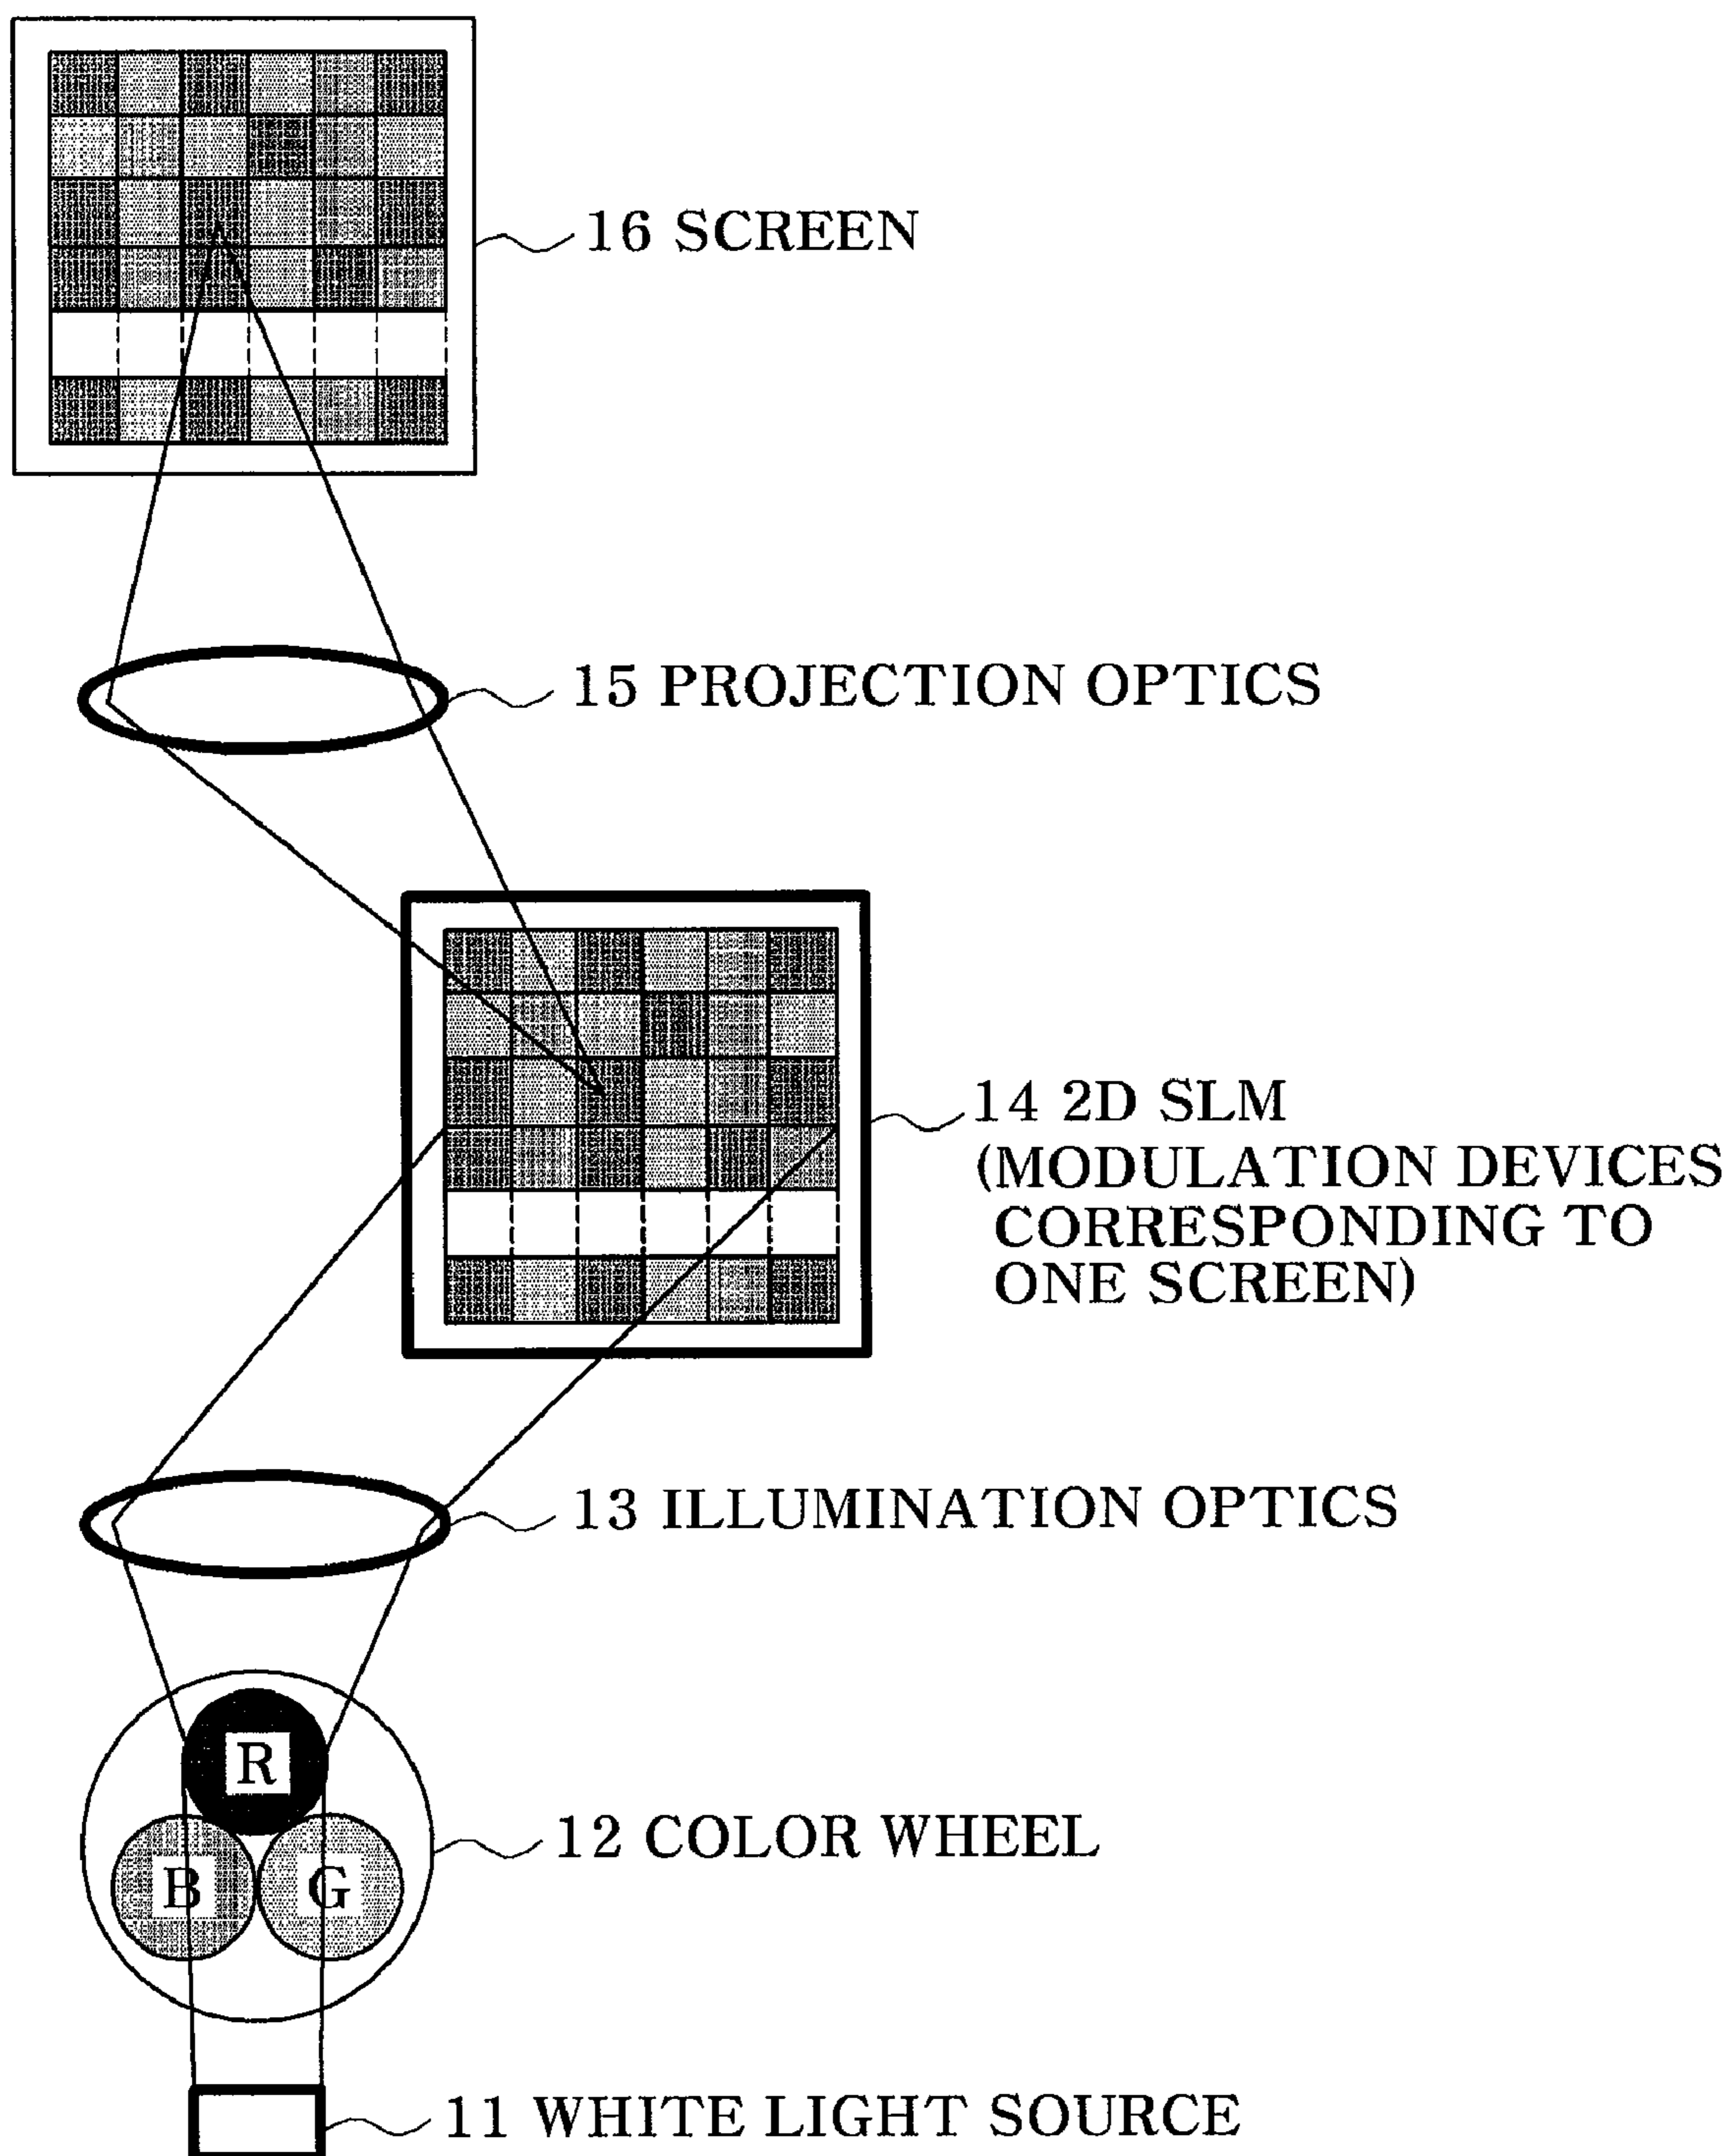 16 SCREEN
15 PROJECTION OPTICS
14 2D SLM
(MODULATION DEVICES
CORRESPONDING TO
ONE SCREEN)
13 ILLUMINATION OPTICS
R
B G
12 COLOR WHEEL
11 WHITE LIGHT SOURCE